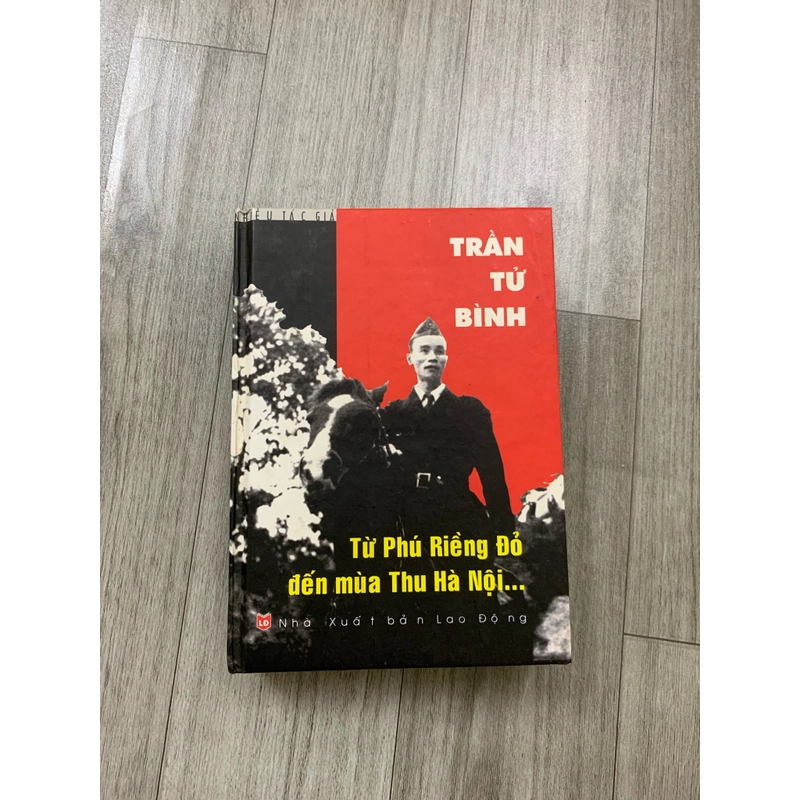 NHIỀU TÁC GIẢ
TRẦN
TỬ
BÌNH
Từ Phú Riềng Đỏ
đến mùa Thu Hà Nội...
LĐ Nhà Xuất bản Lao Động